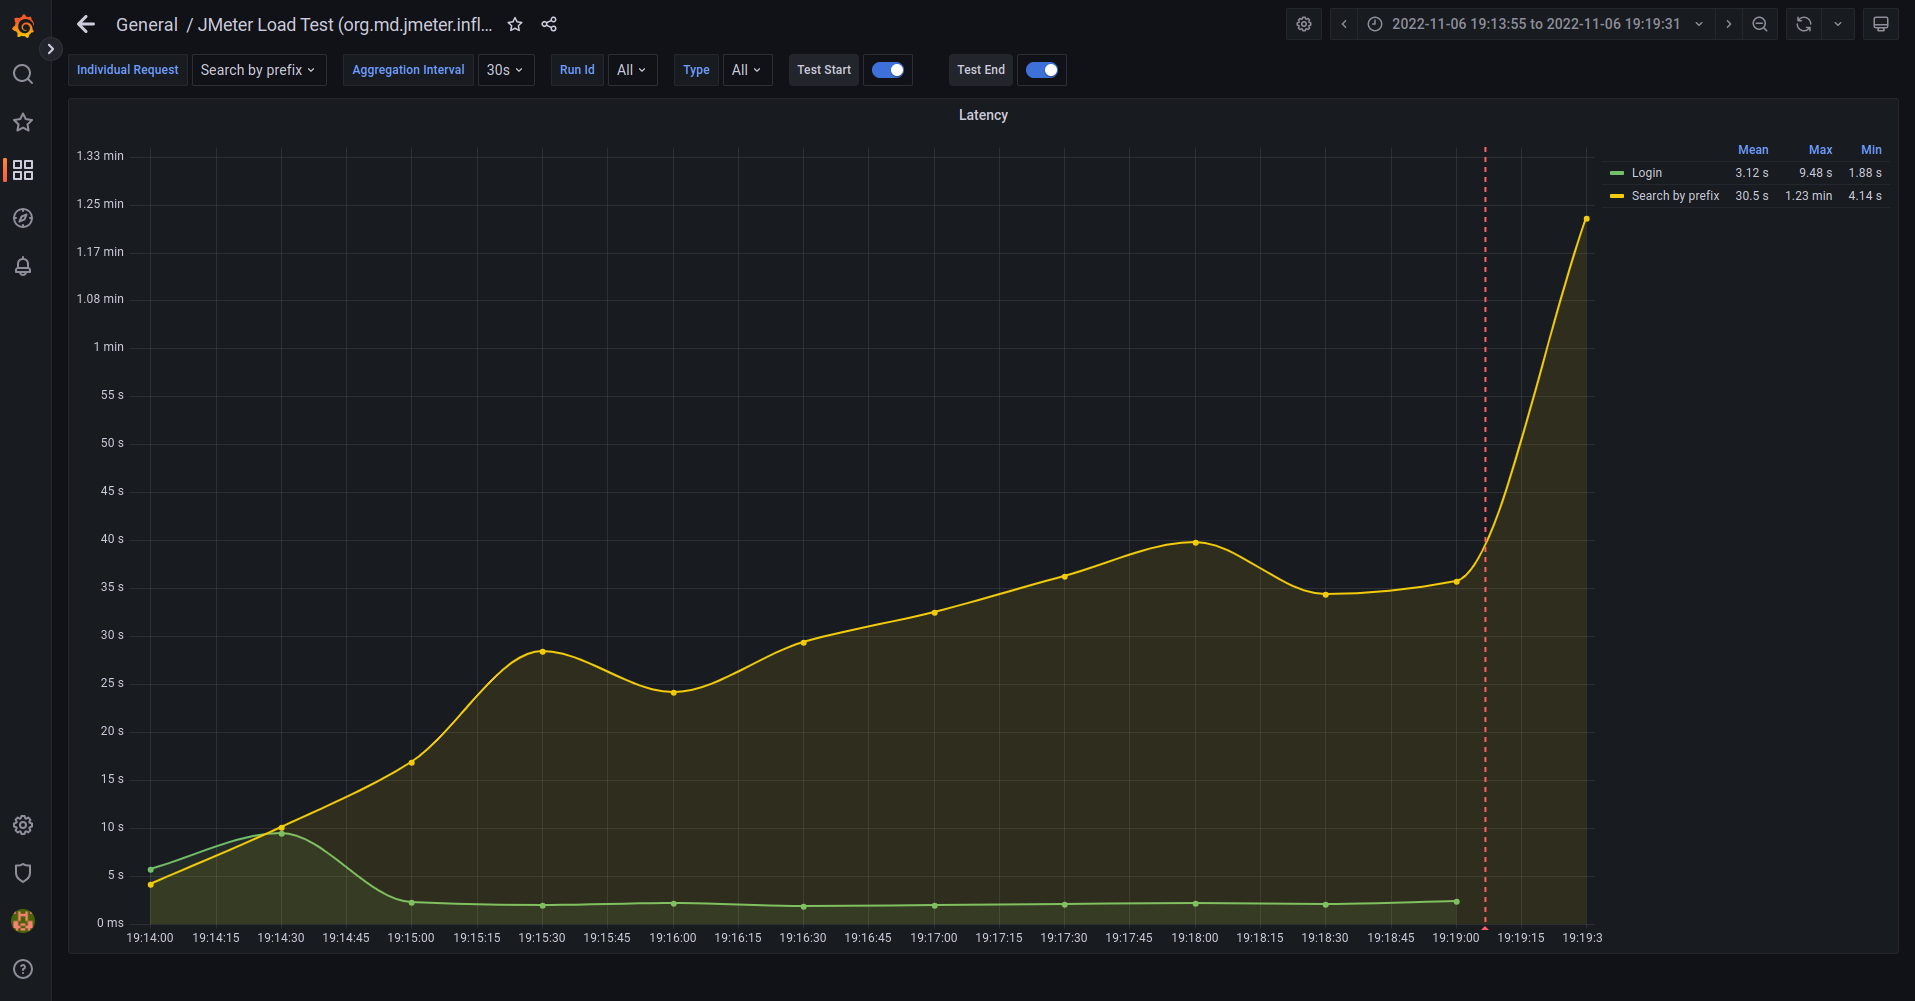 General / JMeter Load Test (org.md.jmeter.infl...
2022-11-06 19:13:55 to 2022-11-06 19:19:31
Individual Request Search by prefix Aggregation Interval 30s Run Id All Type All Test Start Test End
Latency
1.33 min
1.25 min
1.17 min
1.08 min
1 min
55 s
50 s
45 s
40 s
35 s
30 s
25 s
20 s
15 s
10 s
5 s
0 ms
19:14:00 19:14:15 19:14:30 19:14:45 19:15:00 19:15:15 19:15:30 19:15:45 19:16:00 19:16:15 19:16:30 19:16:45 19:17:00 19:17:15 19:17:30 19:17:45 19:18:00 19:18:15 19:18:30 19:18:45 19:19:00 19:19:15 19:19:3
Mean Max Min
Login 3.12 s 9.48 s 1.88 s
Search by prefix 30.5 s 1.23 min 4.14 s